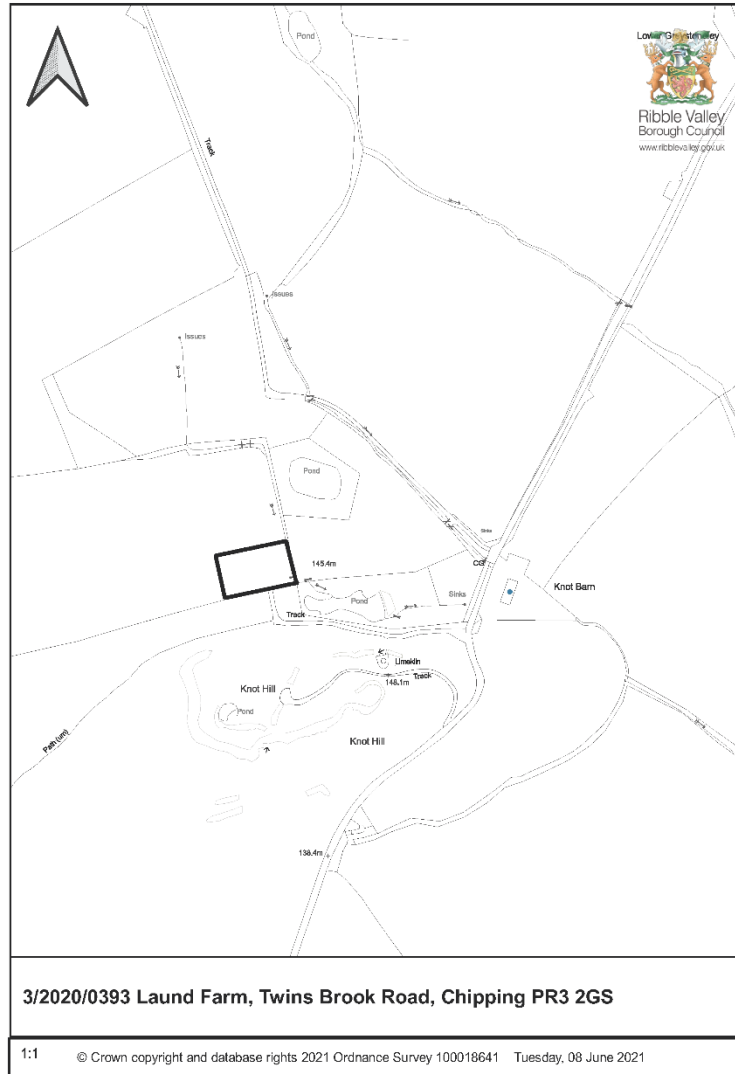 Pond
Lower Greystoneley
Ribble Valley
Borough Council
www.ribblevalley.gov.uk
Track
Issues
Issues
Pond
Sinks
CG
145.4m
Knot Barn
Pond
Sinks
Track
Limekiln
Track
148.1m
Knot Hill
Pond
Knot Hill
Path (um)
138.4m
3/2020/0393 Laund Farm, Twins Brook Road, Chipping PR3 2GS
1:1 © Crown copyright and database rights 2021 Ordnance Survey 100018641 Tuesday, 08 June 2021